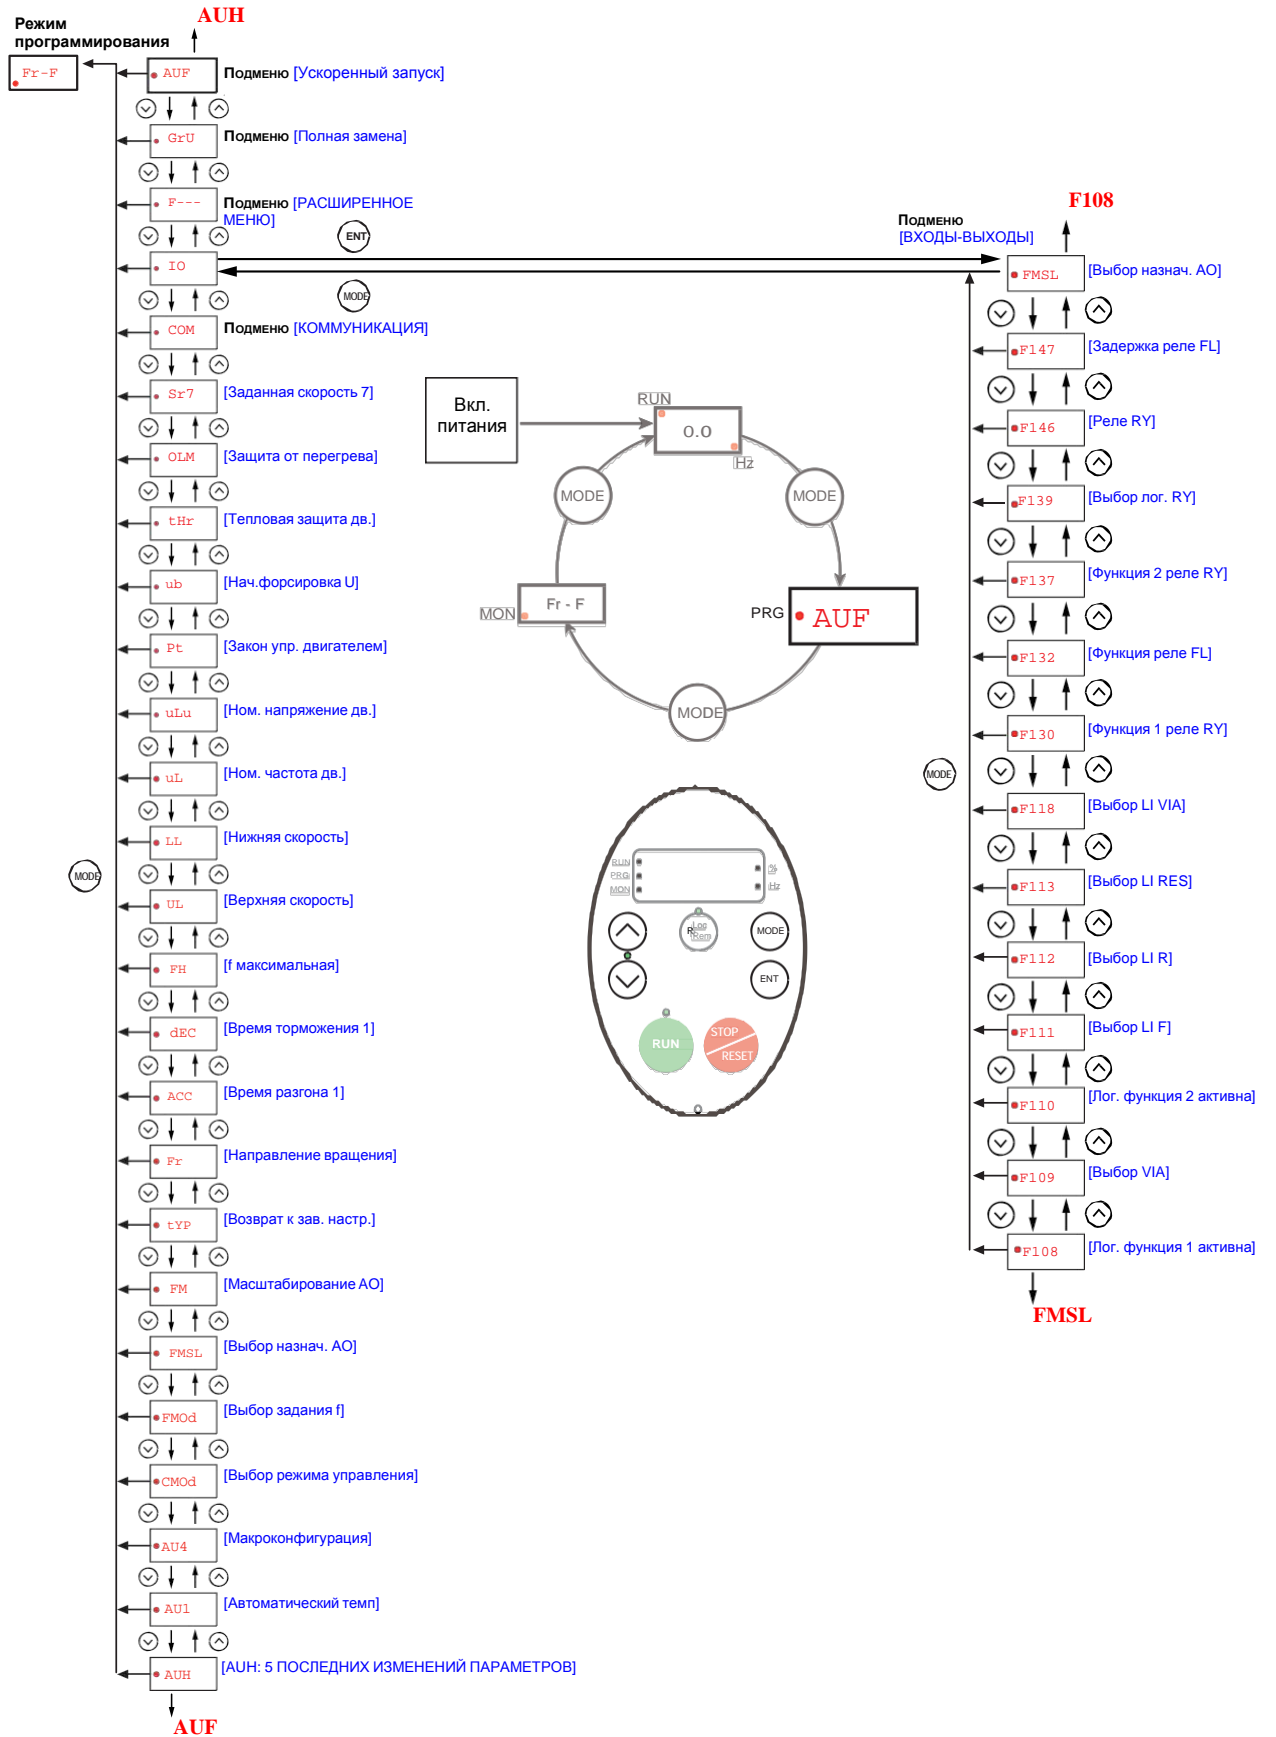 AUH
Режим
программирования
Fr-F
AUF
Подменю [Ускоренный запуск]
GrU
Подменю [Полная замена]
F---
Подменю [РАСШИРЕННОЕ
МЕНЮ]
ENT
IO
MODE
COM
Подменю [КОММУНИКАЦИЯ]
Sr7
[Заданная скорость 7]
OLM
[Защита от перегрева]
tHr
[Тепловая защита дв.]
ub
[Нач.форсировка U]
Pt
[Закон упр. двигателем]
uLu
[Ном. напряжение дв.]
uL
[Ном. частота дв.]
LL
[Нижняя скорость]
MODE
UL
[Верхняя скорость]
FH
[f максимальная]
dEC
[Время торможения 1]
ACC
[Время разгона 1]
Fr
[Направление вращения]
tYP
[Возврат к зав. настр.]
FM
[Масштабирование AO]
FMSL
[Выбор назнач. AO]
FMOd
[Выбор задания f]
CMOd
[Выбор режима управления]
AU4
[Макроконфигурация]
AU1
[Автоматический темп]
AUH
[AUH: 5 ПОСЛЕДНИХ ИЗМЕНЕНИЙ ПАРАМЕТРОВ]
AUF
Вкл.
питания
RUN
0.0
Hz
MODE
MODE
MON
Fr - F
PRG
AUF
MODE
RUN
PRG
MON
%
Hz
R
Log
Rem
MODE
ENT
RUN
STOP
RESET
F108
Подменю
[ВХОДЫ-ВЫХОДЫ]
FMSL
[Выбор назнач. AO]
F147
[Задержка реле FL]
F146
[Реле RY]
F139
[Выбор лог. RY]
F137
[Функция 2 реле RY]
F132
[Функция реле FL]
F130
[Функция 1 реле RY]
MODE
F118
[Выбор LI VIA]
F113
[Выбор LI RES]
F112
[Выбор LI R]
F111
[Выбор LI F]
F110
[Лог. функция 2 активна]
F109
[Выбор VIA]
F108
[Лог. функция 1 активна]
FMSL